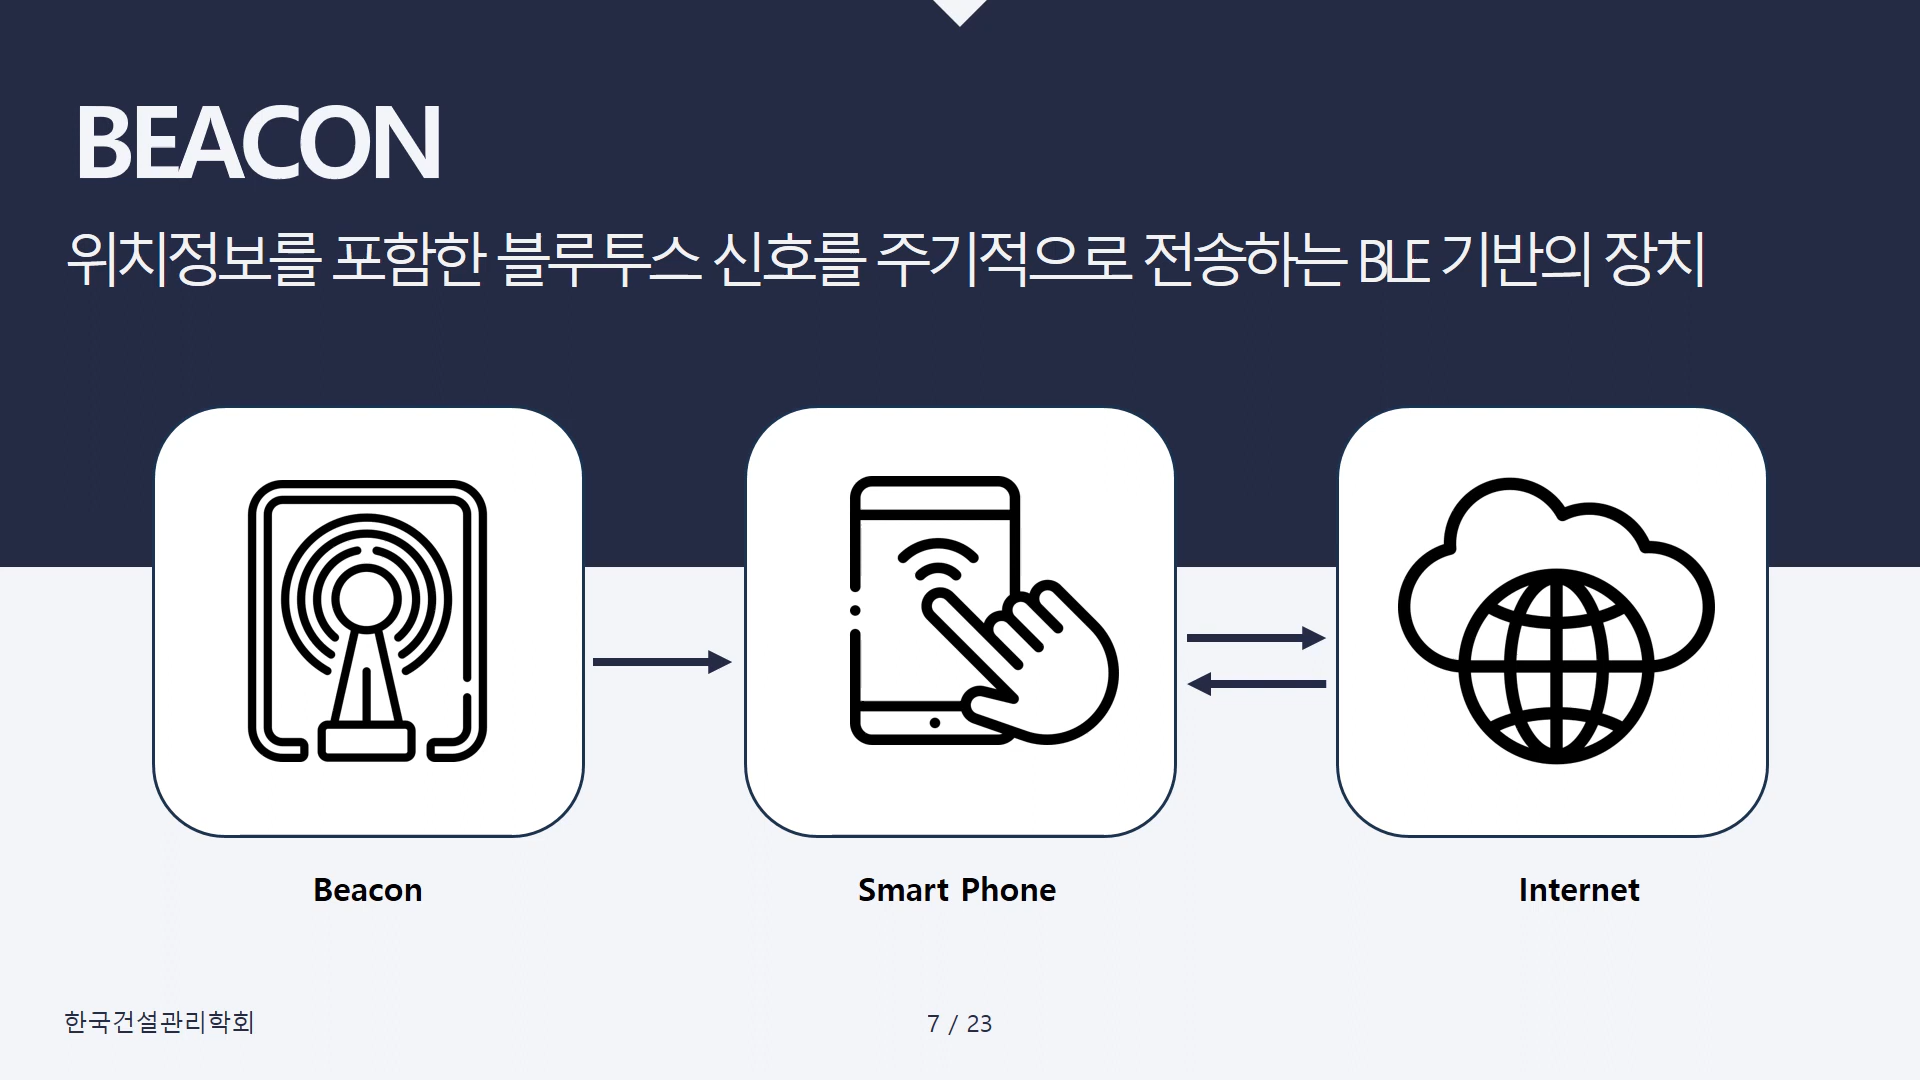 BEACON
위치정보를 포함한 블루투스 신호를 주기적으로 전송하는 BLE 기반의 장치
Beacon
Smart Phone
Internet
한국건설관리학회
7 / 23